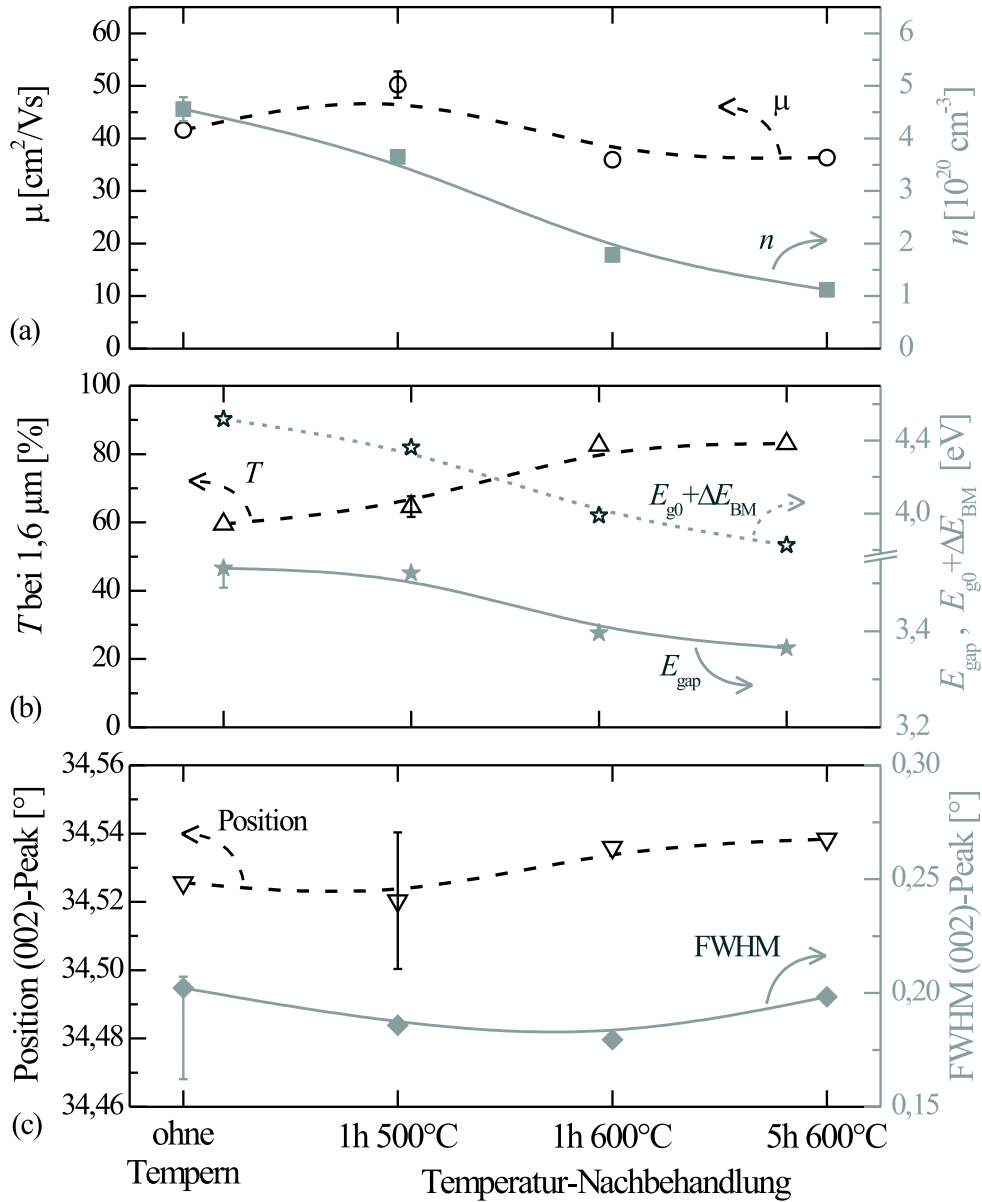 60
50
40
30
20
10
0
µ [cm²/Vs]
µ
n
6
5
4
3
2
1
0
n [10²⁰ cm⁻³]
(a)
100
80
60
40
20
0
T bei 1,6 µm [%]
T
E_g0+ΔE_BM
E_gap
4,4
4,0
3,4
3,2
E_gap , E_g0+ΔE_BM [eV]
(b)
34,56
34,54
34,52
34,50
34,48
34,46
Position (002)-Peak [°]
Position
FWHM
0,30
0,25
0,20
0,15
FWHM (002)-Peak [°]
(c)
ohne
Tempern
1h 500°C
1h 600°C
5h 600°C
Temperatur-Nachbehandlung